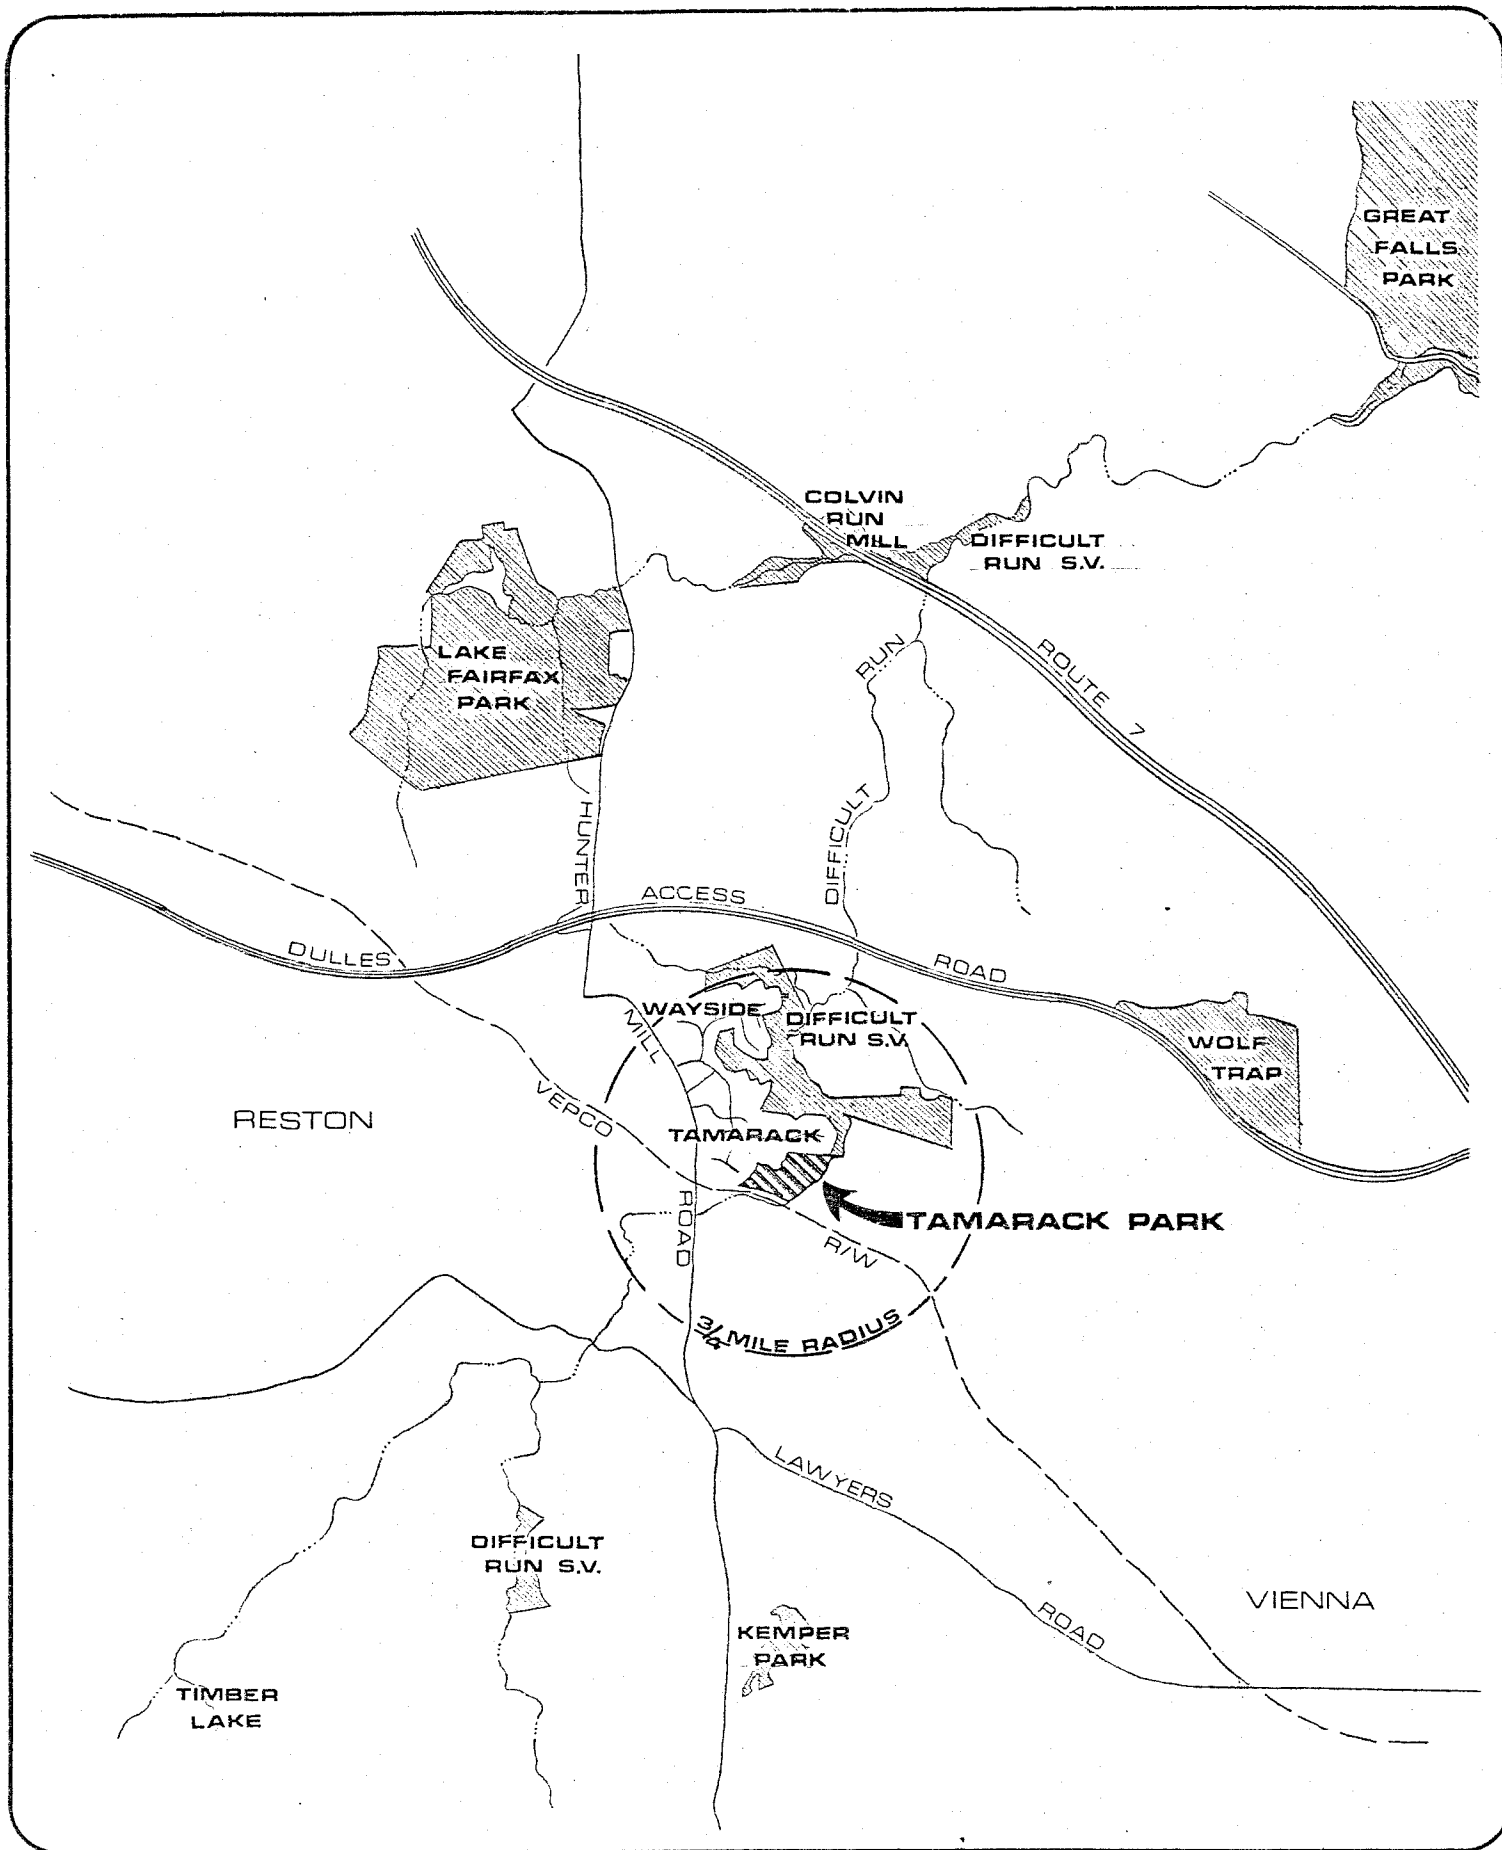 GREAT
FALLS
PARK
COLVIN
RUN
MILL
DIFFICULT
RUN S.V.
LAKE
FAIRFAX
PARK
RUN
ROUTE 7
DIFFICULT
HUNTER
ACCESS
DULLES
ROAD
WAYSIDE
MILL
DIFFICULT
RUN S.V.
WOLF
TRAP
RESTON
VEPCO
TAMARACK
ROAD
TAMARACK PARK
R/W
3/4 MILE RADIUS
LAWYERS
DIFFICULT
RUN S.V.
VIENNA
ROAD
KEMPER
PARK
TIMBER
LAKE